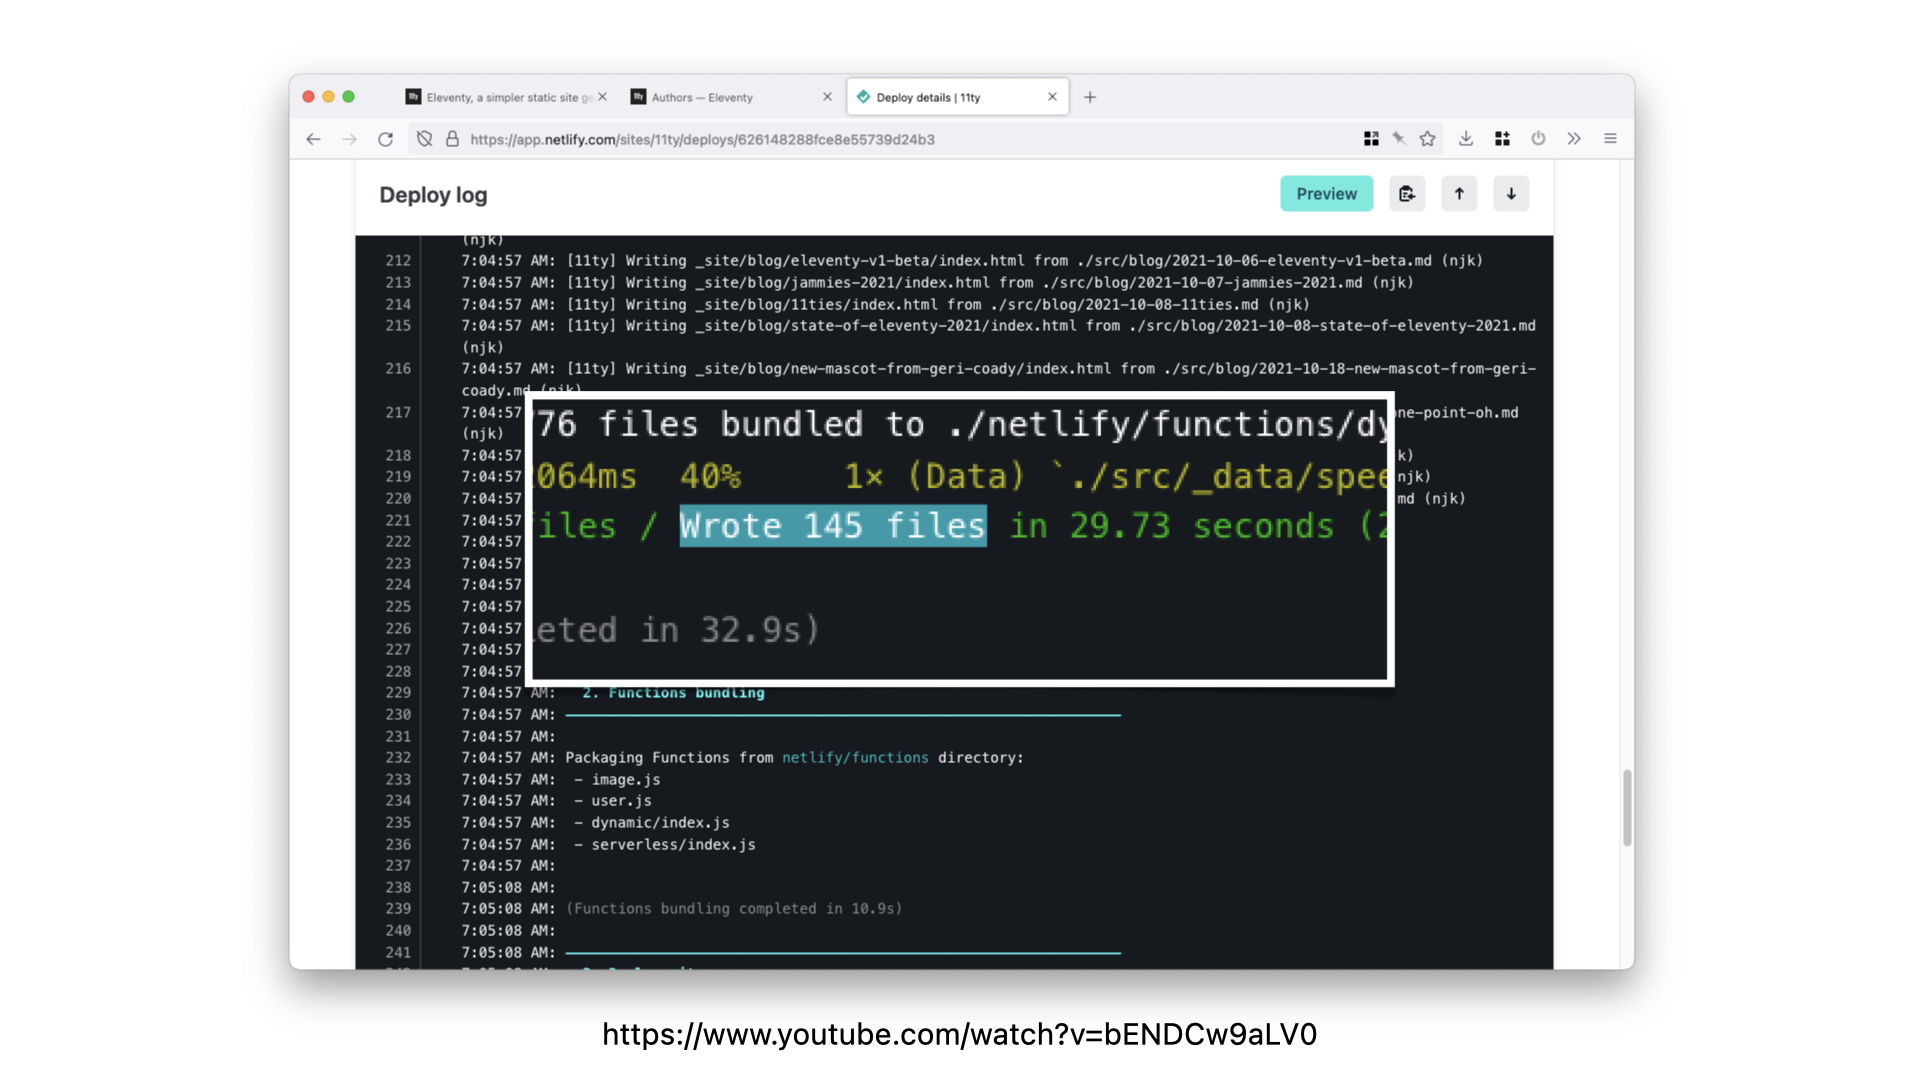 Eleventy, a simpler static site ge
Authors — Eleventy
Deploy details | 11ty
https://app.netlify.com/sites/11ty/deploys/626148288fce8e55739d24b3
Deploy log
Preview
(njk)
212 7:04:57 AM: [11ty] Writing _site/blog/eleventy-v1-beta/index.html from ./src/blog/2021-10-06-eleventy-v1-beta.md (njk)
213 7:04:57 AM: [11ty] Writing _site/blog/jammies-2021/index.html from ./src/blog/2021-10-07-jammies-2021.md (njk)
214 7:04:57 AM: [11ty] Writing _site/blog/11ties/index.html from ./src/blog/2021-10-08-11ties.md (njk)
215 7:04:57 AM: [11ty] Writing _site/blog/state-of-eleventy-2021/index.html from ./src/blog/2021-10-08-state-of-eleventy-2021.md
(njk)
216 7:04:57 AM: [11ty] Writing _site/blog/new-mascot-from-geri-coady/index.html from ./src/blog/2021-10-18-new-mascot-from-geri-
coady.md (njk)
217 7:04:57 ne-point-oh.md
(njk)
218 7:04:57 k)
219 7:04:57 njk)
220 7:04:57 md (njk)
221 7:04:57
222 7:04:57
223 7:04:57
224 7:04:57
225 7:04:57
226 7:04:57
227 7:04:57
228 7:04:57
76 files bundled to ./netlify/functions/dy
064ms 40% 1× (Data) `./src/_data/spee
iles / Wrote 145 files in 29.73 seconds (2
eted in 32.9s)
229 7:04:57 AM: 2. Functions bundling
230 7:04:57 AM:
231 7:04:57 AM:
232 7:04:57 AM: Packaging Functions from netlify/functions directory:
233 7:04:57 AM: - image.js
234 7:04:57 AM: - user.js
235 7:04:57 AM: - dynamic/index.js
236 7:04:57 AM: - serverless/index.js
237 7:04:57 AM:
238 7:05:08 AM:
239 7:05:08 AM: (Functions bundling completed in 10.9s)
240 7:05:08 AM:
241 7:05:08 AM:
https://www.youtube.com/watch?v=bENDCw9aLV0